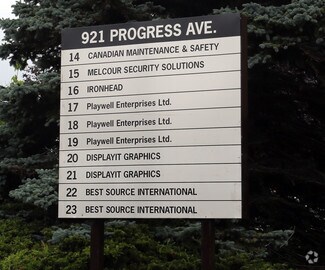 921 PROGRESS AVE.
14 CANADIAN MAINTENANCE & SAFETY
15 MELCOUR SECURITY SOLUTIONS
16 IRONHEAD
17 Playwell Enterprises Ltd.
18 Playwell Enterprises Ltd.
19 Playwell Enterprises Ltd.
20 DISPLAYIT GRAPHICS
21 DISPLAYIT GRAPHICS
22 BEST SOURCE INTERNATIONAL
23 BEST SOURCE INTERNATIONAL